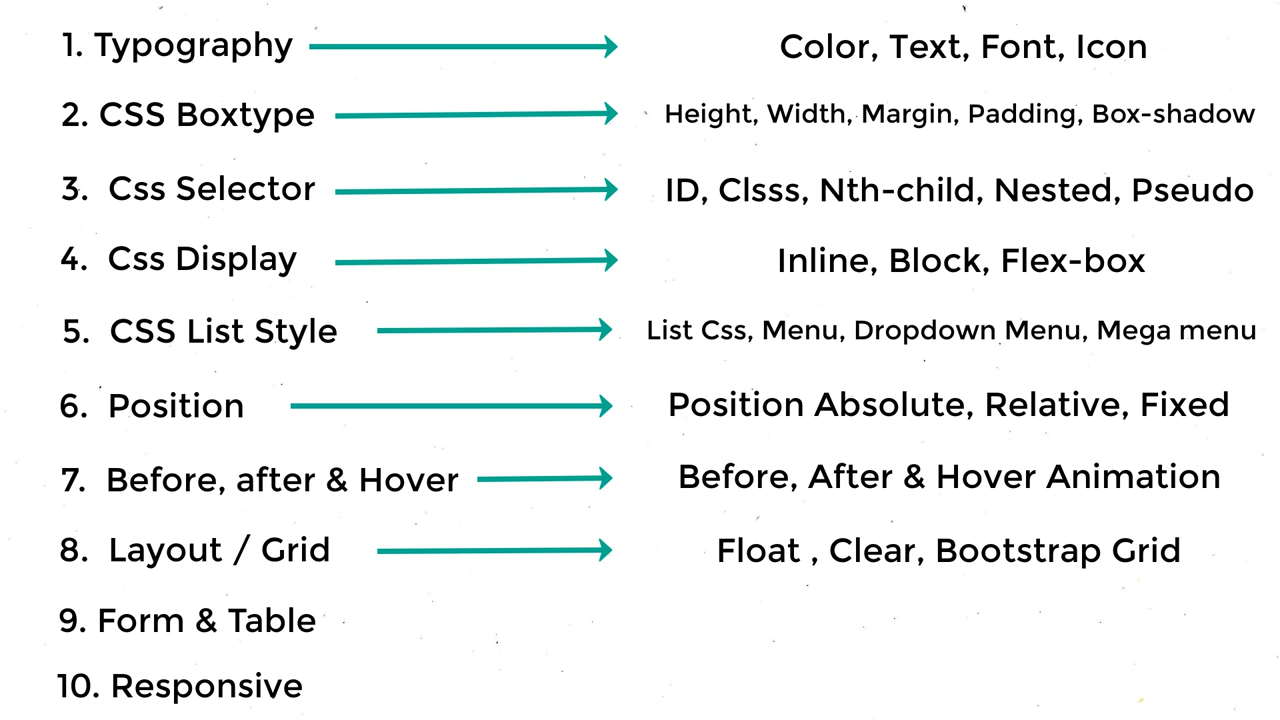 1. Typography Color, Text, Font, Icon
2. CSS Boxtype Height, Width, Margin, Padding, Box-shadow
3. Css Selector ID, Clsss, Nth-child, Nested, Pseudo
4. Css Display Inline, Block, Flex-box
5. CSS List Style List Css, Menu, Dropdown Menu, Mega menu
6. Position Position Absolute, Relative, Fixed
7. Before, after & Hover Before, After & Hover Animation
8. Layout / Grid Float , Clear, Bootstrap Grid
9. Form & Table
10. Responsive